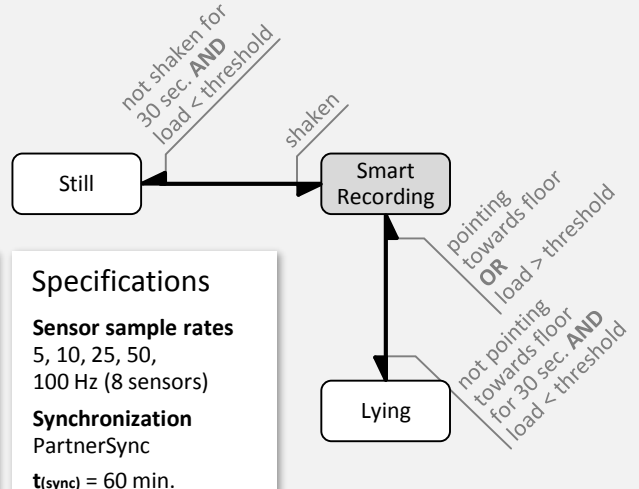 not shaken for
30 sec. AND
load < threshold
shaken
Still
Smart
Recording
pointing
towards floor
OR
load > threshold
not pointing
towards floor
for 30 sec. AND
load < threshold
Lying
Specifications
Sensor sample rates
5, 10, 25, 50,
100 Hz (8 sensors)
Synchronization
PartnerSync
t(sync) = 60 min.